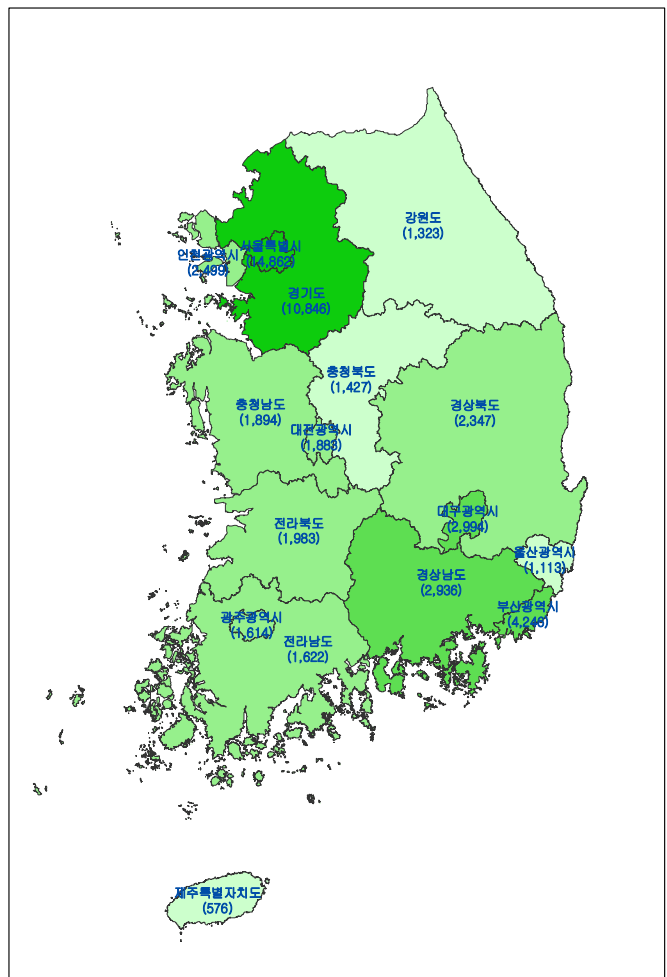 강원도
(1,323)
서울특별시
(14,862)
인천광역시
(2,499)
경기도
(10,846)
충청북도
(1,427)
충청남도
(1,894)
경상북도
(2,347)
대전광역시
(1,883)
대구광역시
(2,994)
전라북도
(1,983)
울산광역시
(1,113)
경상남도
(2,936)
부산광역시
(4,248)
광주광역시
(1,614)
전라남도
(1,622)
제주특별자치도
(576)